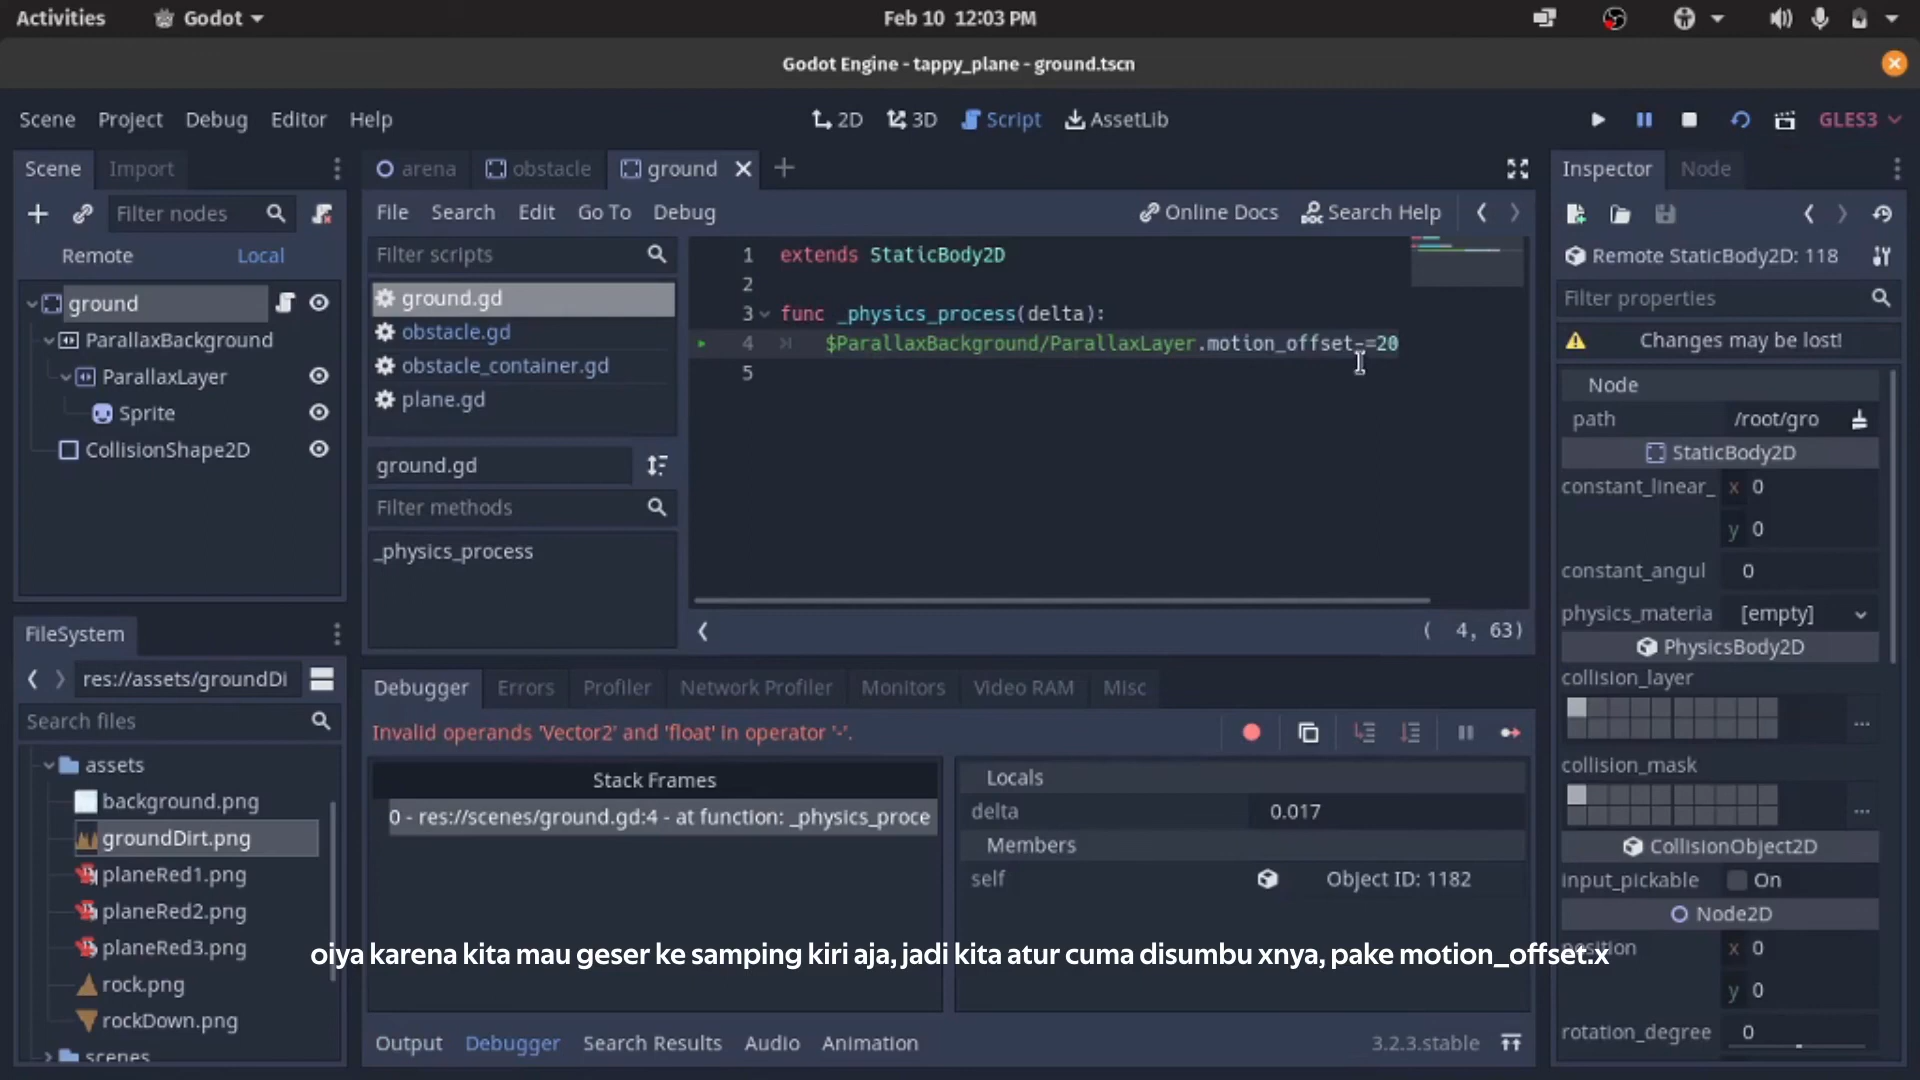 Activities
Godot
Feb 10 12:03 PM
Godot Engine - tappy_plane - ground.tscn
Scene Project Debug Editor Help
2D 3D Script AssetLib
GLES3
Scene Import
Filter nodes
Remote Local
ground
ParallaxBackground
ParallaxLayer
Sprite
CollisionShape2D
FileSystem
res://assets/groundDi
Search files
assets
background.png
groundDirt.png
planeRed1.png
planeRed2.png
planeRed3.png
rock.png
rockDown.png
scenes
arena obstacle ground
File Search Edit Go To Debug
Online Docs Search Help
Filter scripts
ground.gd
obstacle.gd
obstacle_container.gd
plane.gd
ground.gd
Filter methods
_physics_process
1 extends StaticBody2D
2
3 func _physics_process(delta):
4 $ParallaxBackground/ParallaxLayer.motion_offset-=20
5
( 4, 63)
Debugger Errors Profiler Network Profiler Monitors Video RAM Misc
Invalid operands 'Vector2' and 'float' in operator '-'.
Stack Frames
0 - res://scenes/ground.gd:4 - at function: _physics_proce
Locals
delta 0.017
Members
self Object ID: 1182
oiya karena kita mau geser ke samping kiri aja, jadi kita atur cuma disumbu xnya, pake motion_offset.x
Output Debugger Search Results Audio Animation
3.2.3.stable
Inspector Node
Remote StaticBody2D: 118
Filter properties
Changes may be lost!
Node
path /root/gro
StaticBody2D
constant_linear_ x 0
y 0
constant_angul 0
physics_materia [empty]
PhysicsBody2D
collision_layer
...
collision_mask
...
CollisionObject2D
input_pickable On
Node2D
position x 0
y 0
rotation_degree 0